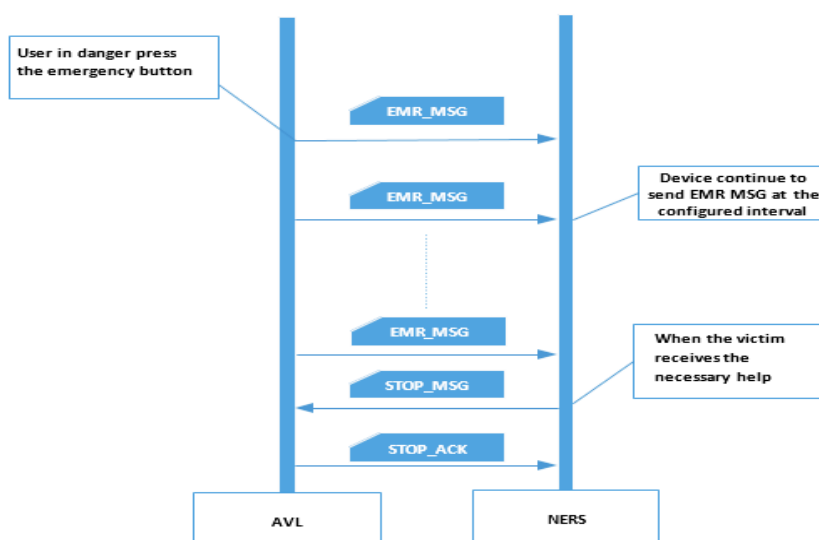 User in danger press
the emergency button
EMR_MSG
EMR_MSG
Device continue to
send EMR MSG at the
configured interval
EMR_MSG
When the victim
receives the
necessary help
STOP_MSG
STOP_ACK
AVL
NERS